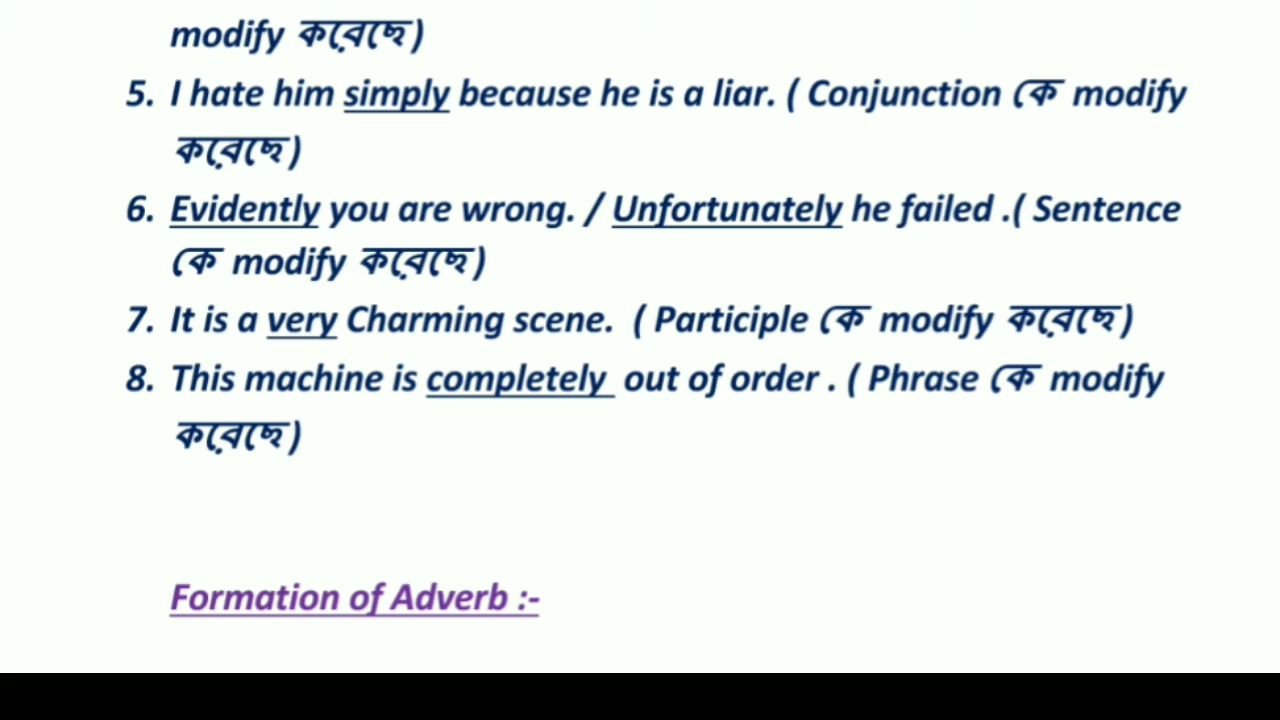 modify করেছে)
5. I hate him simply because he is a liar. ( Conjunction কে modify
করেছে)
6. Evidently you are wrong. / Unfortunately he failed .( Sentence
কে modify করেছে)
7. It is a very Charming scene. ( Participle কে modify করেছে)
8. This machine is completely out of order . ( Phrase কে modify
করেছে)
Formation of Adverb :-